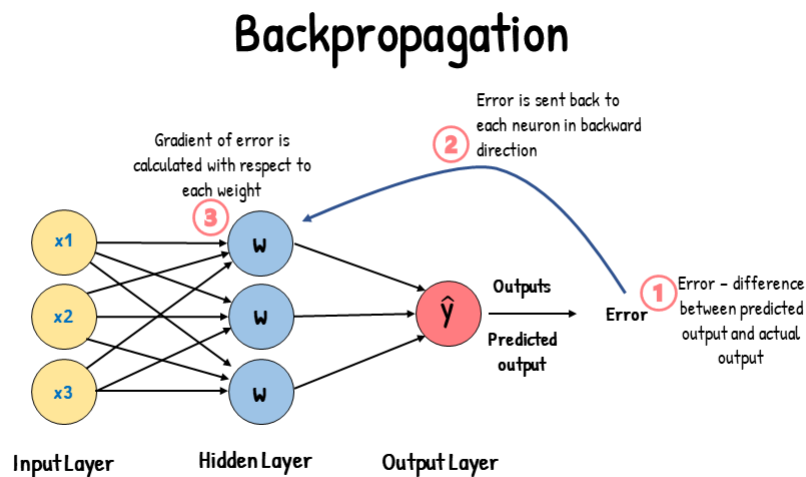 Backpropagation
Error is sent back to
each neuron in backward
direction
2
Gradient of error is
calculated with respect to
each weight
3
x1
x2
x3
w
w
w
ŷ
Outputs
Predicted
output
Error
1
Error - difference
between predicted
output and actual
output
Input Layer
Hidden Layer
Output Layer